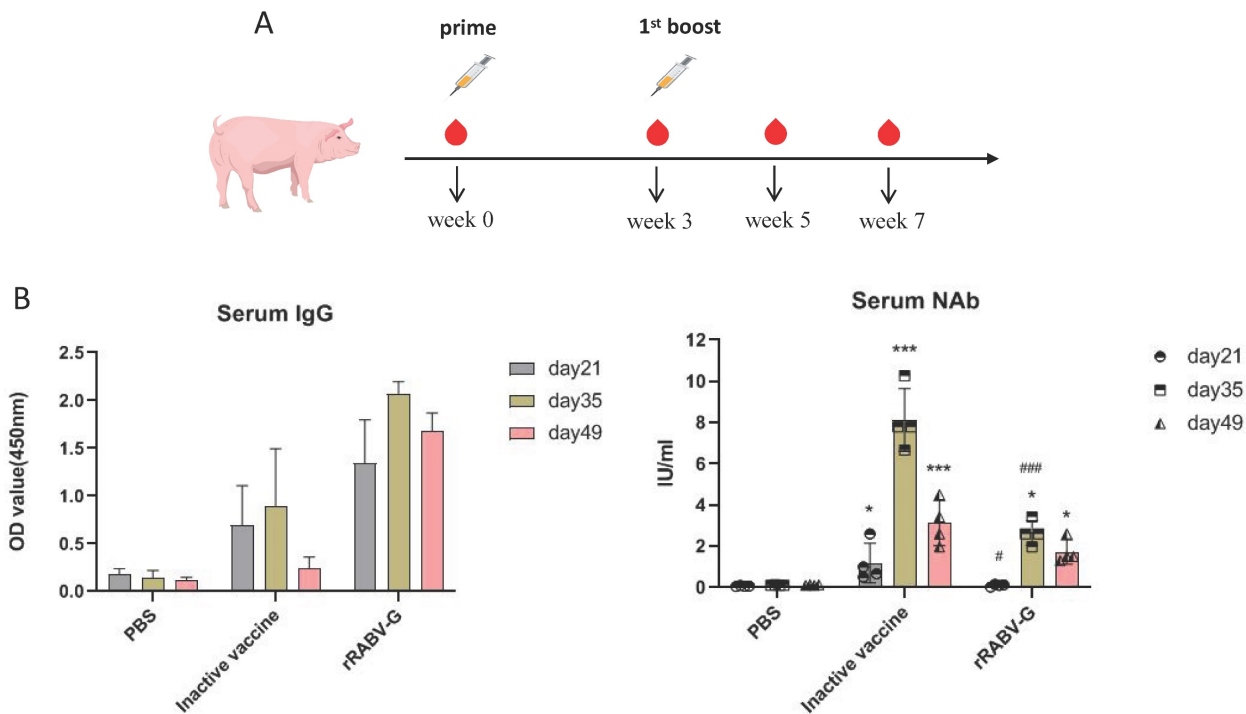 A
prime
1st boost
week 0
week 3
week 5
week 7
B
Serum IgG
OD value(450nm)
2.5
2.0
1.5
1.0
0.5
0.0
PBS
Inactive vaccine
rRABV-G
day21
day35
day49
Serum NAb
IU/ml
12
10
8
6
4
2
0
*
***
***
#
###
*
*
PBS
Inactive vaccine
rRABV-G
day21
day35
day49